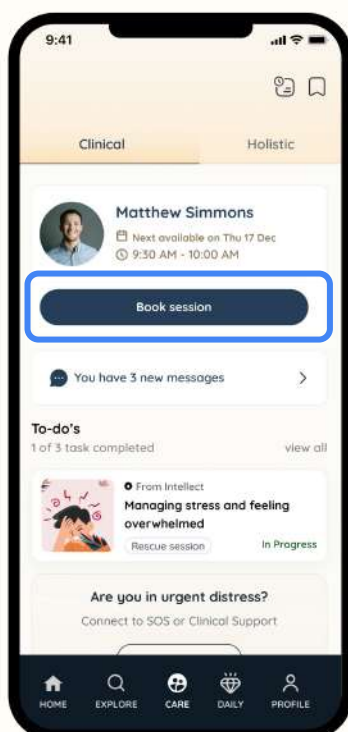 9:41
Clinical
Holistic
Matthew Simmons
Next available on Thu 17 Dec
9:30 AM - 10:00 AM
Book session
You have 3 new messages
To-do's
1 of 3 task completed
view all
From Intellect
Managing stress and feeling
overwhelmed
Rescue session
In Progress
Are you in urgent distress?
Connect to SOS or Clinical Support
HOME
EXPLORE
CARE
DAILY
PROFILE